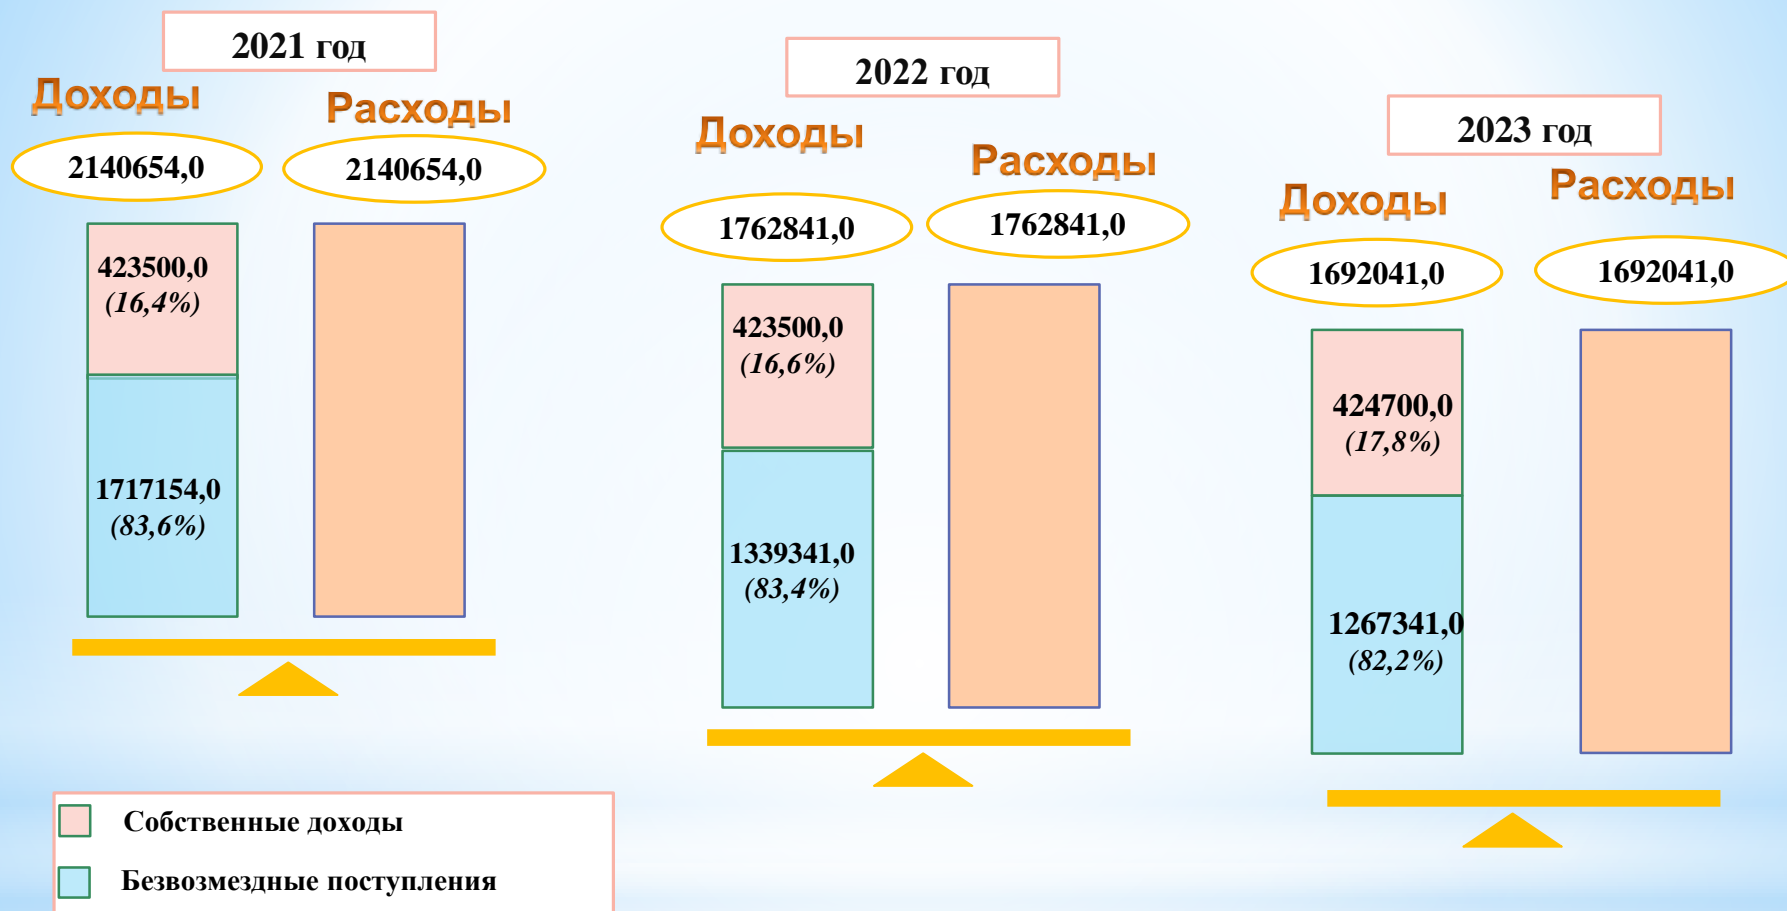 2021 год
Доходы
Расходы
2140654,0
2140654,0
423500,0
(16,4%)
1717154,0
(83,6%)
2022 год
Доходы
Расходы
1762841,0
1762841,0
423500,0
(16,6%)
1339341,0
(83,4%)
2023 год
Доходы
Расходы
1692041,0
1692041,0
424700,0
(17,8%)
1267341,0
(82,2%)
Собственные доходы
Безвозмездные поступления